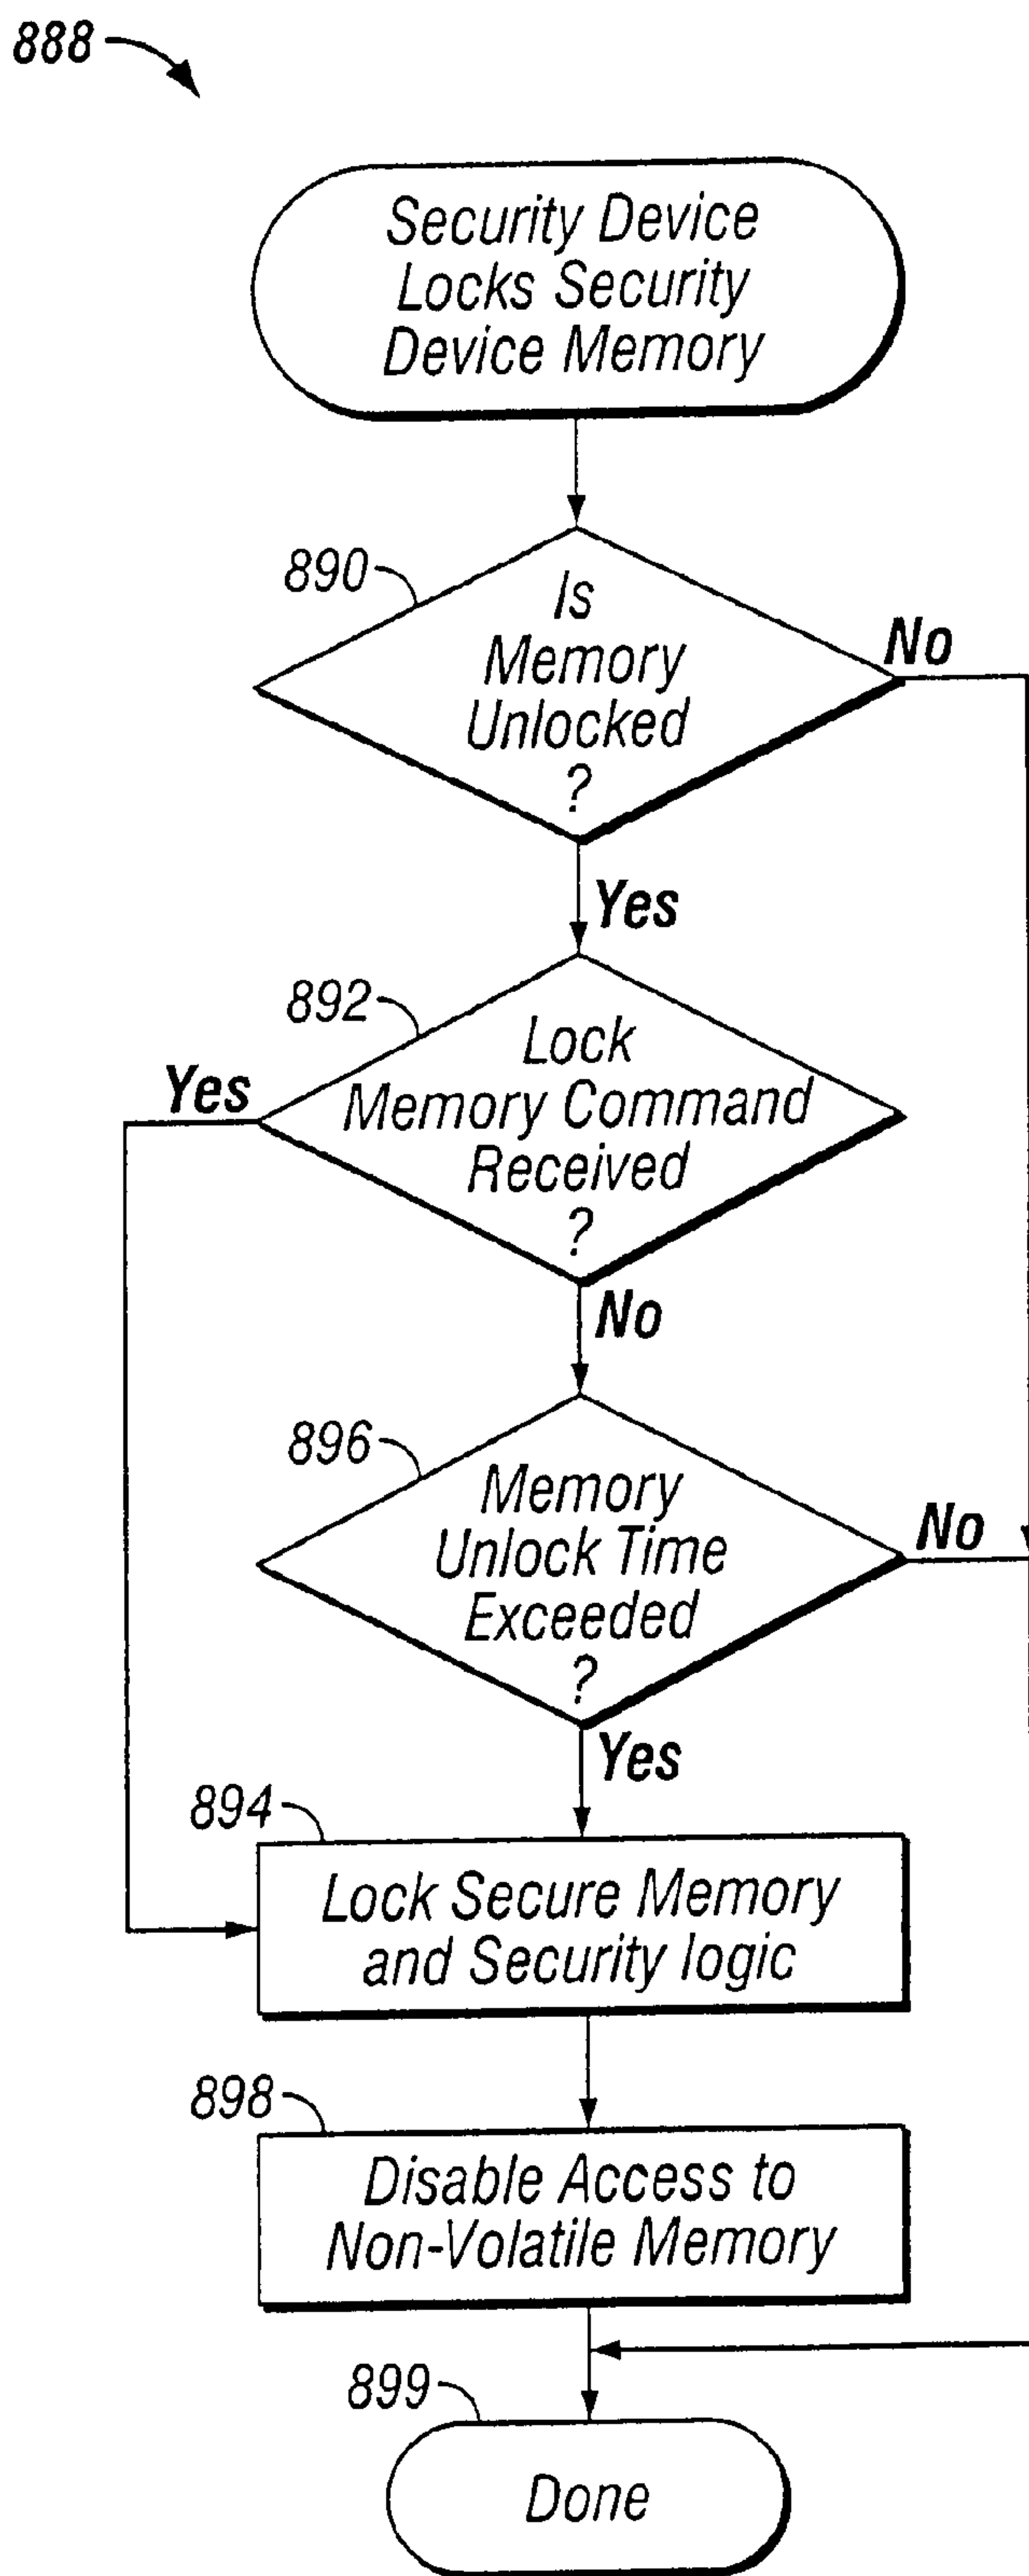 888
Security Device
Locks Security
Device Memory
890
Is
Memory
Unlocked
?
No
Yes
892
Lock
Memory Command
Received
?
Yes
No
896
Memory
Unlock Time
Exceeded
?
No
Yes
894
Lock Secure Memory
and Security logic
898
Disable Access to
Non-Volatile Memory
899
Done